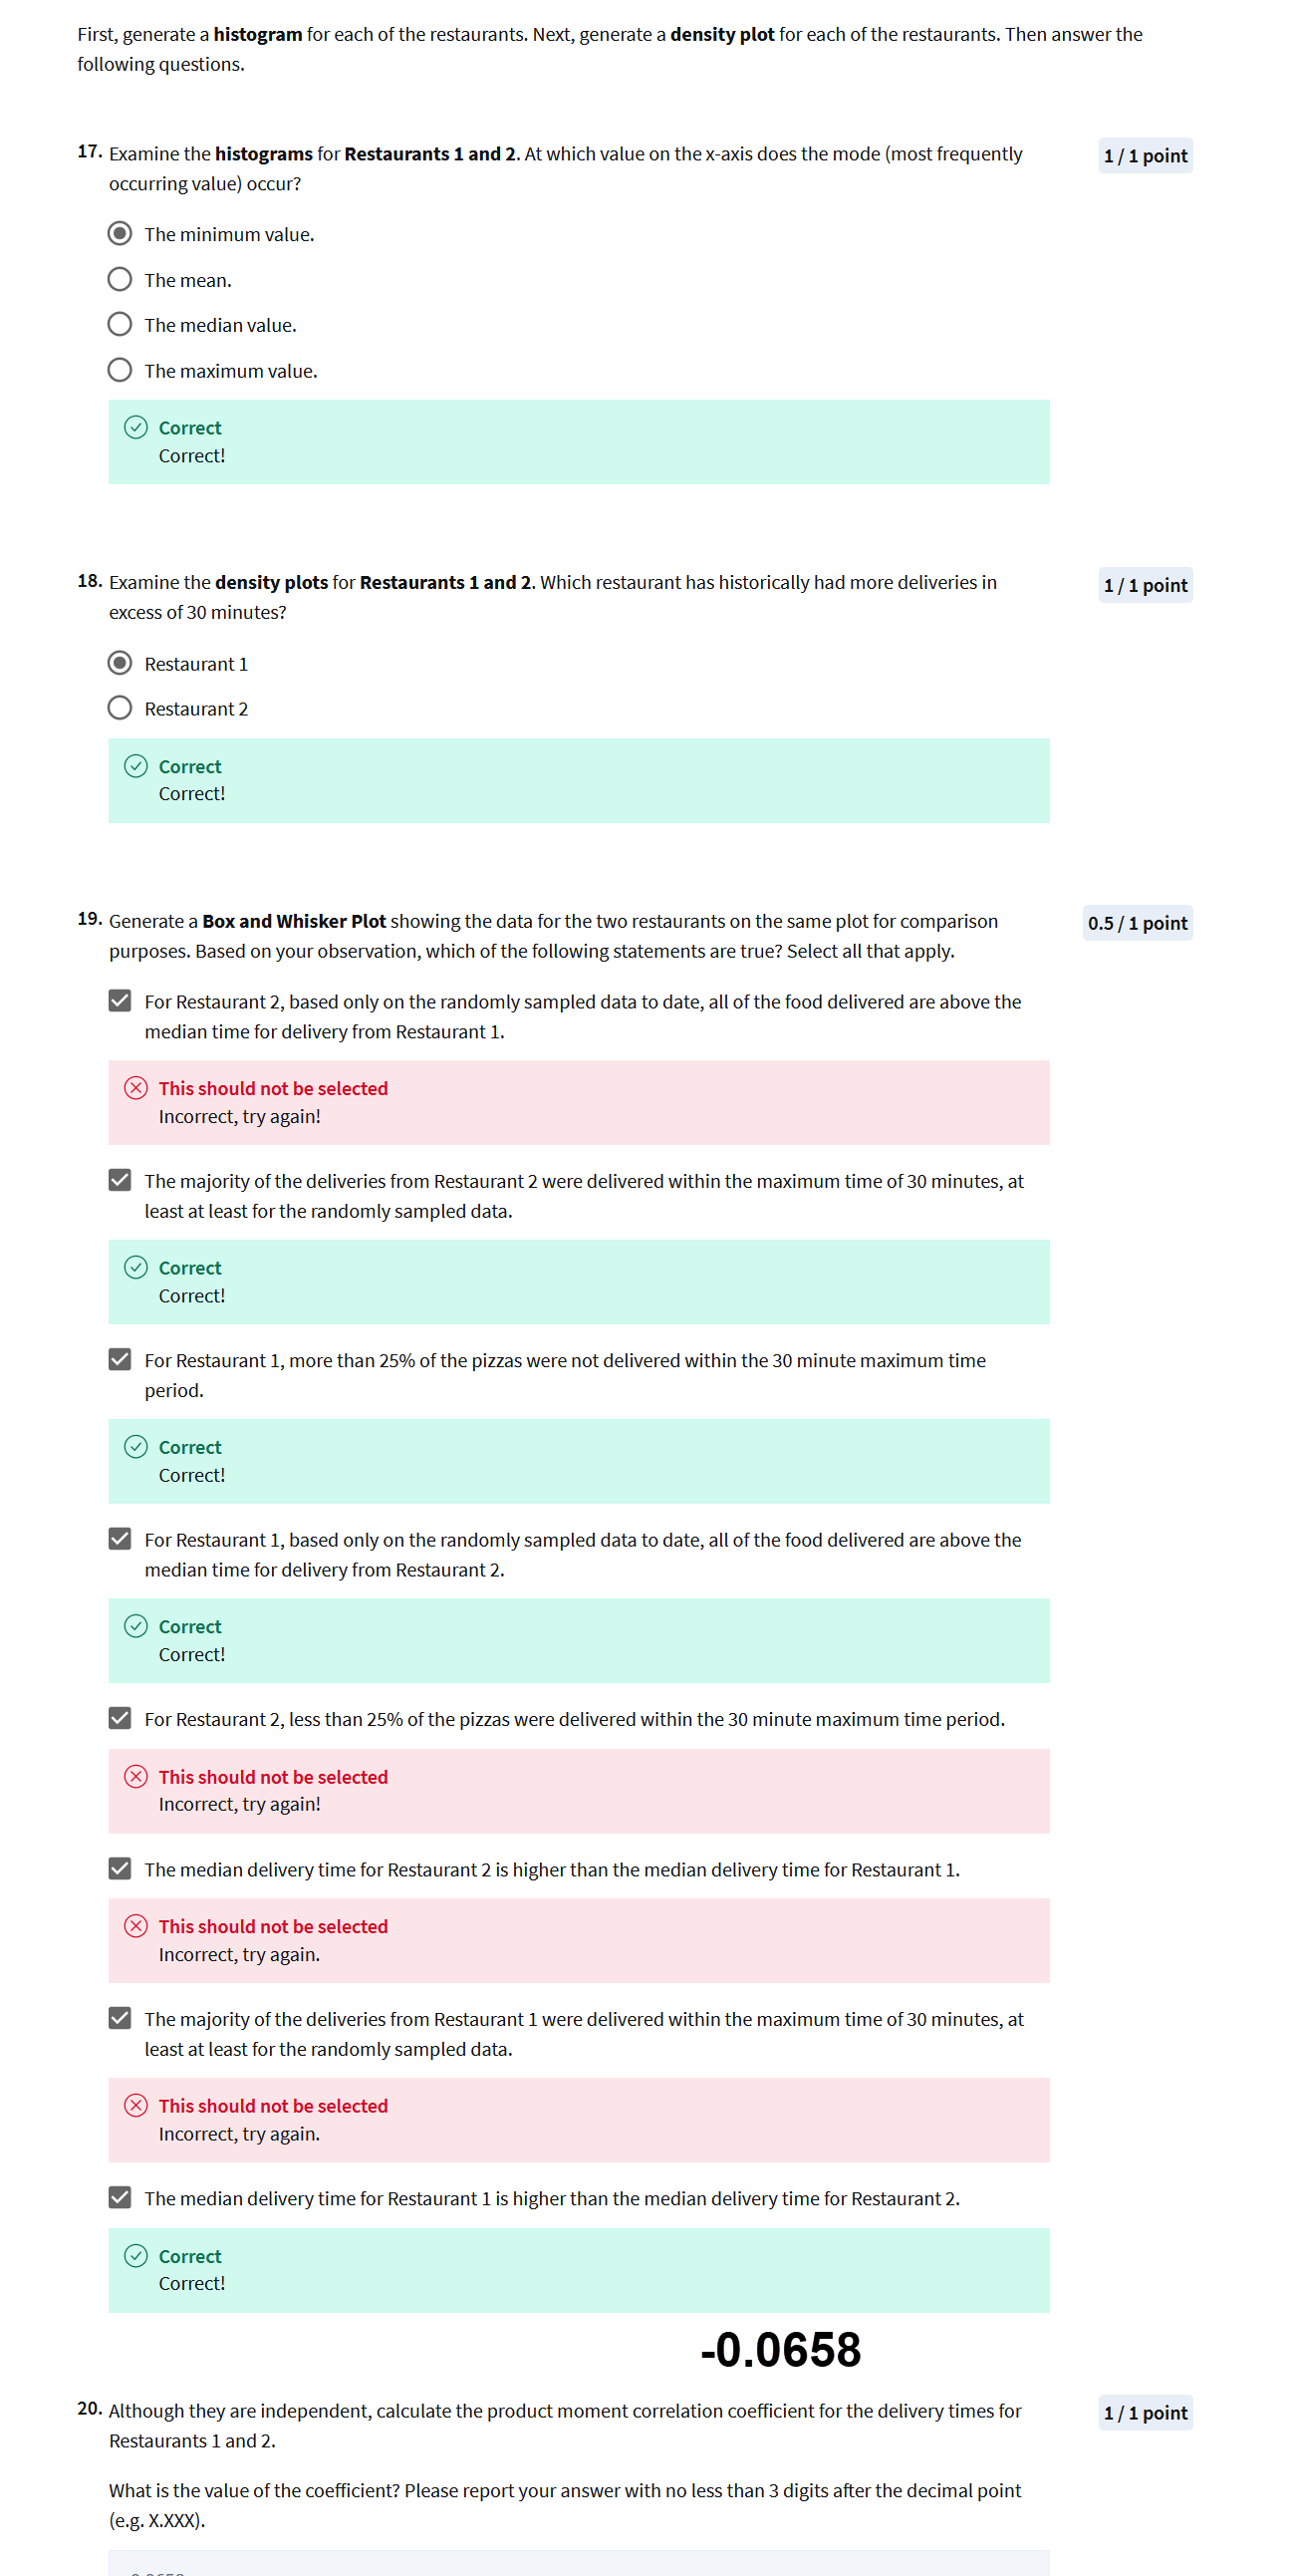 First, generate a histogram for each of the restaurants. Next, generate a density plot for each of the restaurants. Then answer the
following questions.
17. Examine the histograms for Restaurants 1 and 2. At which value on the x-axis does the mode (most frequently
occurring value) occur?
1 / 1 point
The minimum value.
The mean.
The median value.
The maximum value.
Correct
Correct!
18. Examine the density plots for Restaurants 1 and 2. Which restaurant has historically had more deliveries in
excess of 30 minutes?
1 / 1 point
Restaurant 1
Restaurant 2
Correct
Correct!
19. Generate a Box and Whisker Plot showing the data for the two restaurants on the same plot for comparison
purposes. Based on your observation, which of the following statements are true? Select all that apply.
0.5 / 1 point
For Restaurant 2, based only on the randomly sampled data to date, all of the food delivered are above the
median time for delivery from Restaurant 1.
This should not be selected
Incorrect, try again!
The majority of the deliveries from Restaurant 2 were delivered within the maximum time of 30 minutes, at
least at least for the randomly sampled data.
Correct
Correct!
For Restaurant 1, more than 25% of the pizzas were not delivered within the 30 minute maximum time
period.
Correct
Correct!
For Restaurant 1, based only on the randomly sampled data to date, all of the food delivered are above the
median time for delivery from Restaurant 2.
Correct
Correct!
For Restaurant 2, less than 25% of the pizzas were delivered within the 30 minute maximum time period.
This should not be selected
Incorrect, try again!
The median delivery time for Restaurant 2 is higher than the median delivery time for Restaurant 1.
This should not be selected
Incorrect, try again.
The majority of the deliveries from Restaurant 1 were delivered within the maximum time of 30 minutes, at
least at least for the randomly sampled data.
This should not be selected
Incorrect, try again.
The median delivery time for Restaurant 1 is higher than the median delivery time for Restaurant 2.
Correct
Correct!
-0.0658
20. Although they are independent, calculate the product moment correlation coefficient for the delivery times for
Restaurants 1 and 2.
1 / 1 point
What is the value of the coefficient? Please report your answer with no less than 3 digits after the decimal point
(e.g. X.XXX).